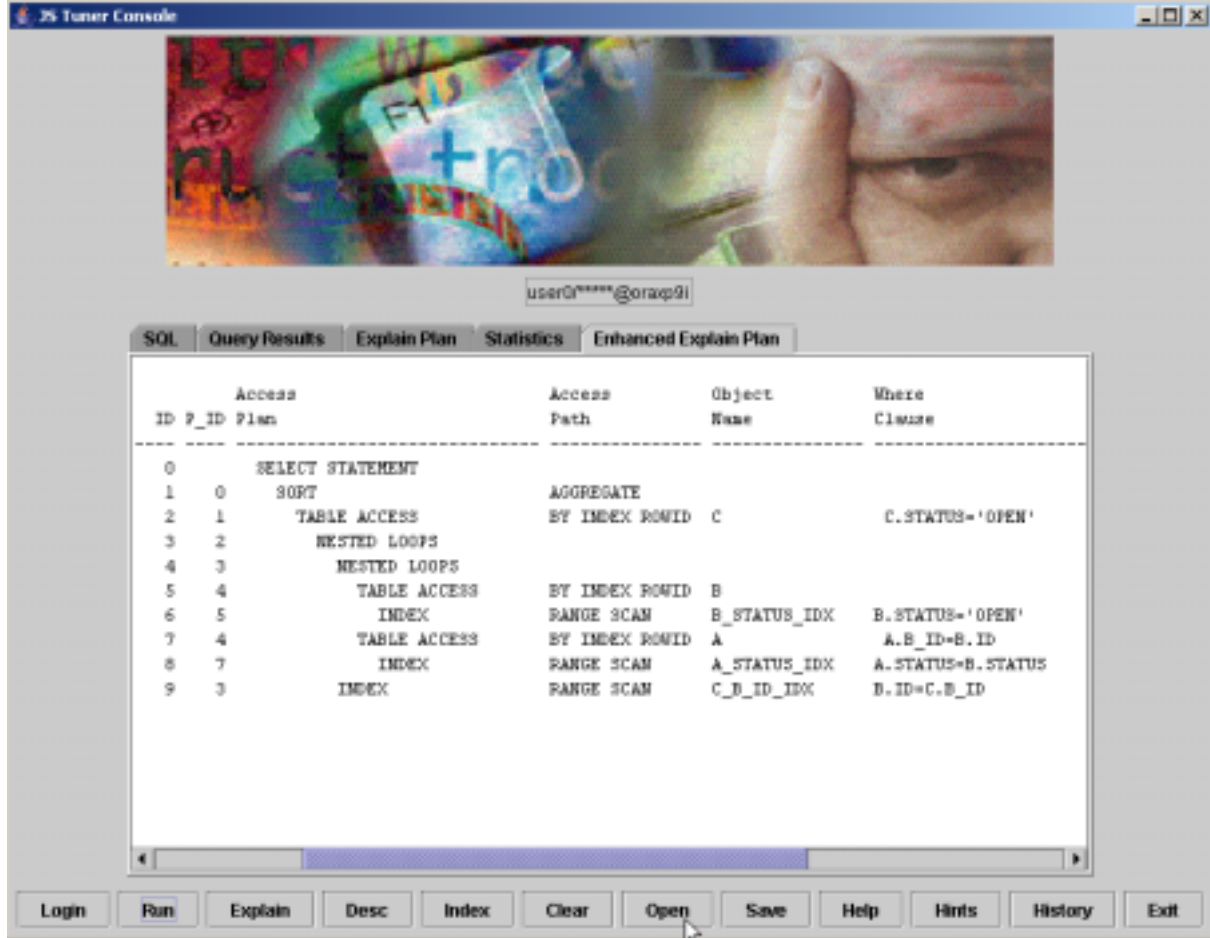 JS Tuner Console
F1
user0/*****@oraxp9i
SQL Query Results Explain Plan Statistics Enhanced Explain Plan
Access Access Object Where
ID P_ID Plan Path Name Clause
---- ---- ------------------------------ --------------- --------------- ---------------------
0 SELECT STATEMENT
1 0 SORT AGGREGATE
2 1 TABLE ACCESS BY INDEX ROWID C C.STATUS='OPEN'
3 2 NESTED LOOPS
4 3 NESTED LOOPS
5 4 TABLE ACCESS BY INDEX ROWID B
6 5 INDEX RANGE SCAN B_STATUS_IDX B.STATUS='OPEN'
7 4 TABLE ACCESS BY INDEX ROWID A A.B_ID=B.ID
8 7 INDEX RANGE SCAN A_STATUS_IDX A.STATUS=B.STATUS
9 3 INDEX RANGE SCAN C_B_ID_IDX B.ID=C.B_ID
Login Run Explain Desc Index Clear Open Save Help Hints History Exit